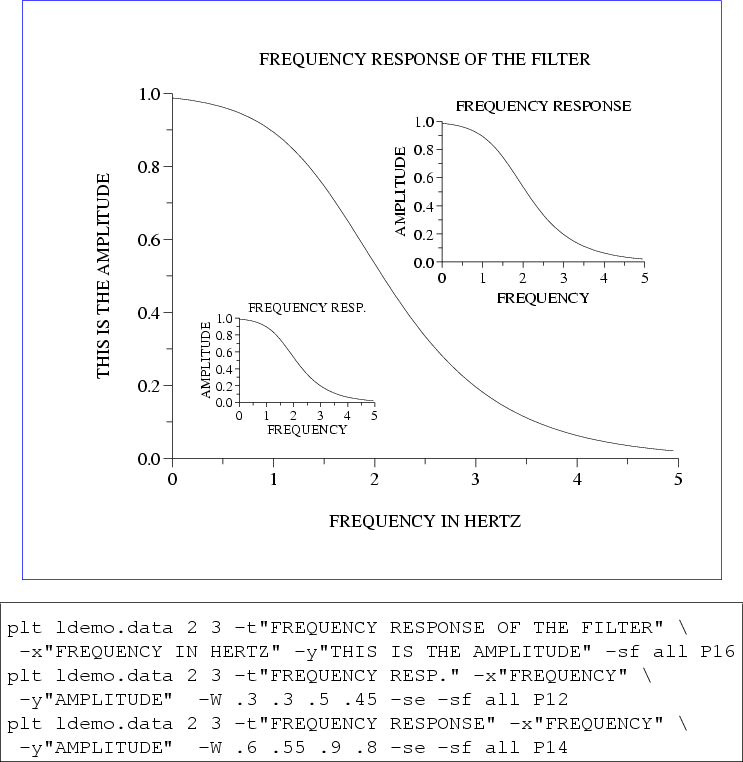 FREQUENCY RESPONSE OF THE FILTER
THIS IS THE AMPLITUDE
1.0
0.8
0.6
0.4
0.2
0.0
0 1 2 3 4 5
FREQUENCY IN HERTZ
FREQUENCY RESPONSE
AMPLITUDE
1.0
0.8
0.6
0.4
0.2
0.0
0 1 2 3 4 5
FREQUENCY
FREQUENCY RESP.
AMPLITUDE
1.0
0.8
0.6
0.4
0.2
0.0
0 1 2 3 4 5
FREQUENCY
plt ldemo.data 2 3 -t"FREQUENCY RESPONSE OF THE FILTER" \
-x"FREQUENCY IN HERTZ" -y"THIS IS THE AMPLITUDE" -sf all P16
plt ldemo.data 2 3 -t"FREQUENCY RESP." -x"FREQUENCY" \
-y"AMPLITUDE" -W .3 .3 .5 .45 -se -sf all P12
plt ldemo.data 2 3 -t"FREQUENCY RESPONSE" -x"FREQUENCY" \
-y"AMPLITUDE" -W .6 .55 .9 .8 -se -sf all P14